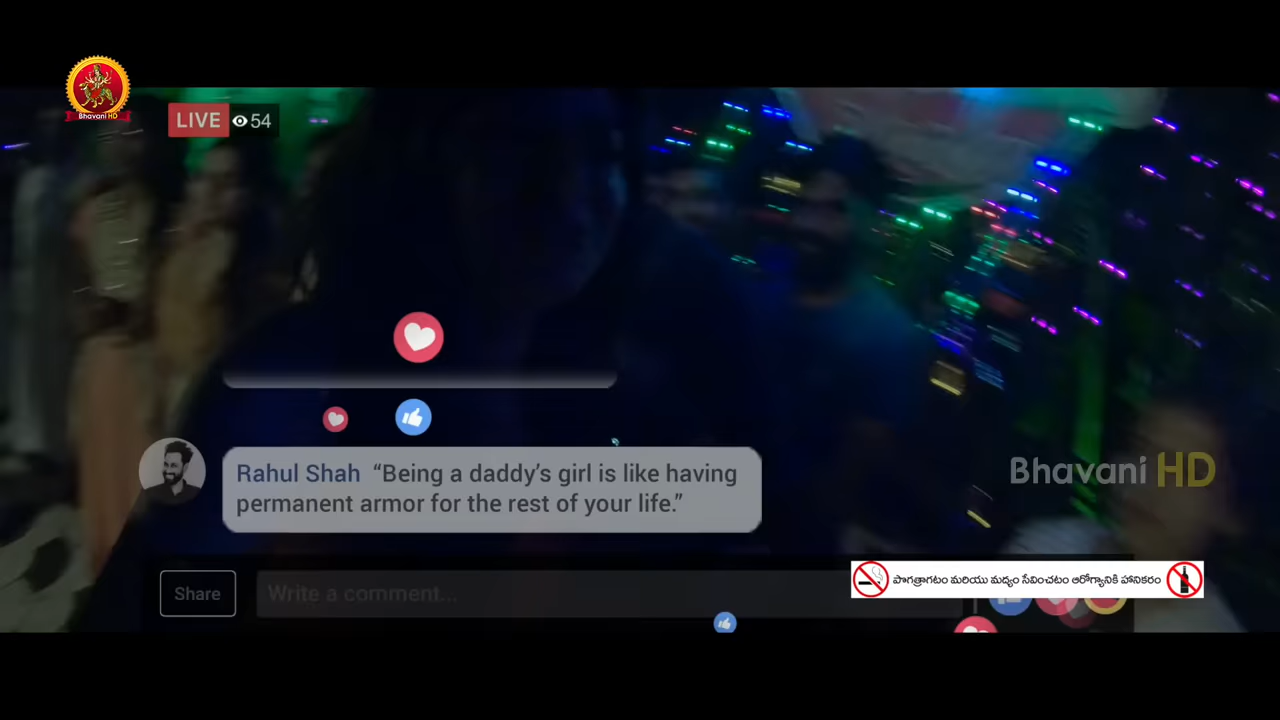 Bhavani HD
LIVE 54
Rahul Shah “Being a daddy’s girl is like having
permanent armor for the rest of your life.”
Bhavani HD
పొగత్రాగటం మరియు మద్యం సేవించటం ఆరోగ్యానికి హానికరం
Share
Write a comment...